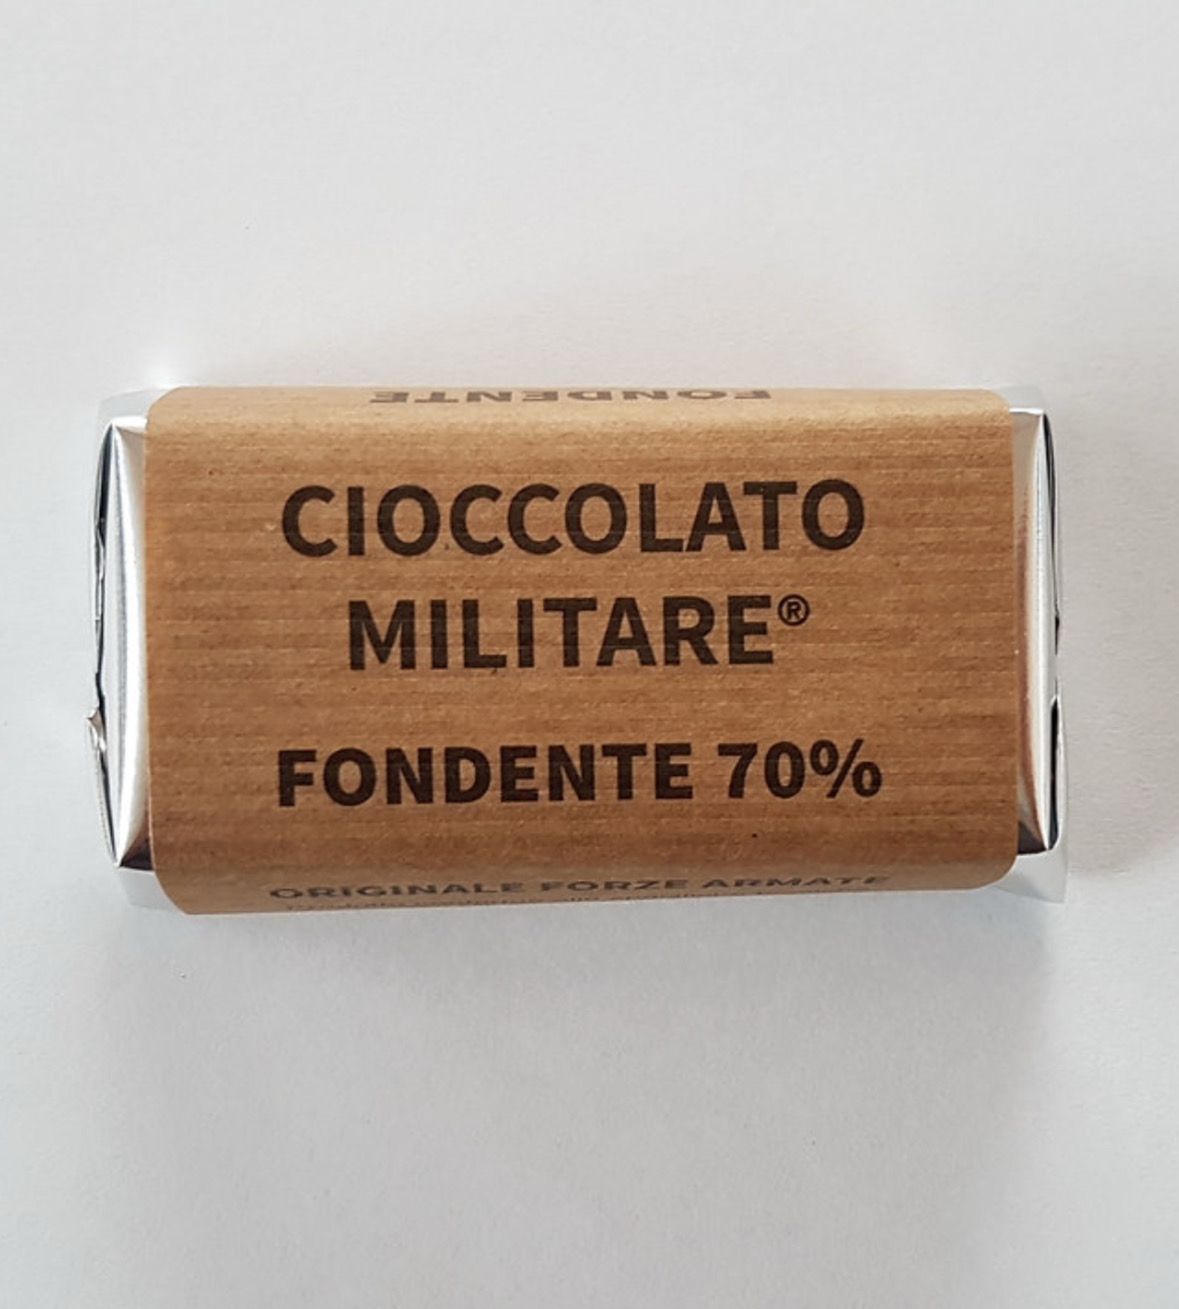 FONDENTE
CIOCCOLATO
MILITARE®
FONDENTE 70%
ORIGINALE FORZE ARMATE